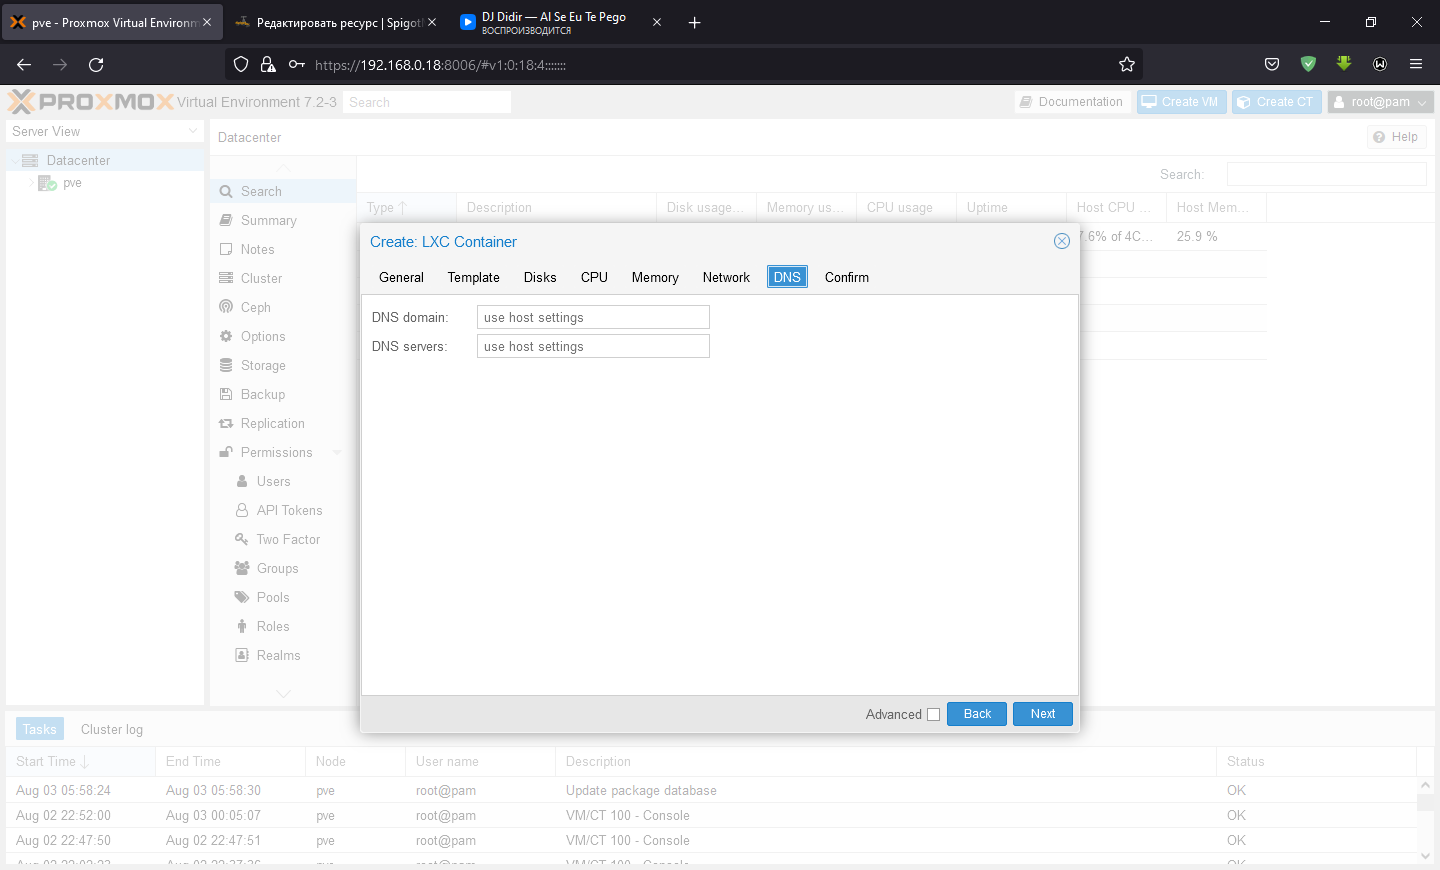 pve - Proxmox Virtual Environm
Редактировать ресурс | Spigot
DJ Didir — AI Se Eu Te Pego
ВОСПРОИЗВОДИТСЯ
https://192.168.0.18:8006/#v1:0:18:4:::::::
PROXMOX Virtual Environment 7.2-3
Search
Documentation
Create VM
Create CT
root@pam
Server View
Datacenter
pve
Datacenter
Help
Search
Summary
Notes
Cluster
Ceph
Options
Storage
Backup
Replication
Permissions
Users
API Tokens
Two Factor
Groups
Pools
Roles
Realms
Search:
Type
Description
Disk usage...
Memory us...
CPU usage
Uptime
Host CPU ...
Host Mem...
7.6% of 4C...
25.9 %
Create: LXC Container
General
Template
Disks
CPU
Memory
Network
DNS
Confirm
DNS domain:
use host settings
DNS servers:
use host settings
Advanced
Back
Next
Tasks
Cluster log
Start Time
End Time
Node
User name
Description
Status
Aug 03 05:58:24
Aug 03 05:58:30
pve
root@pam
Update package database
OK
Aug 02 22:52:00
Aug 03 00:05:07
pve
root@pam
VM/CT 100 - Console
OK
Aug 02 22:47:50
Aug 02 22:47:51
pve
root@pam
VM/CT 100 - Console
OK